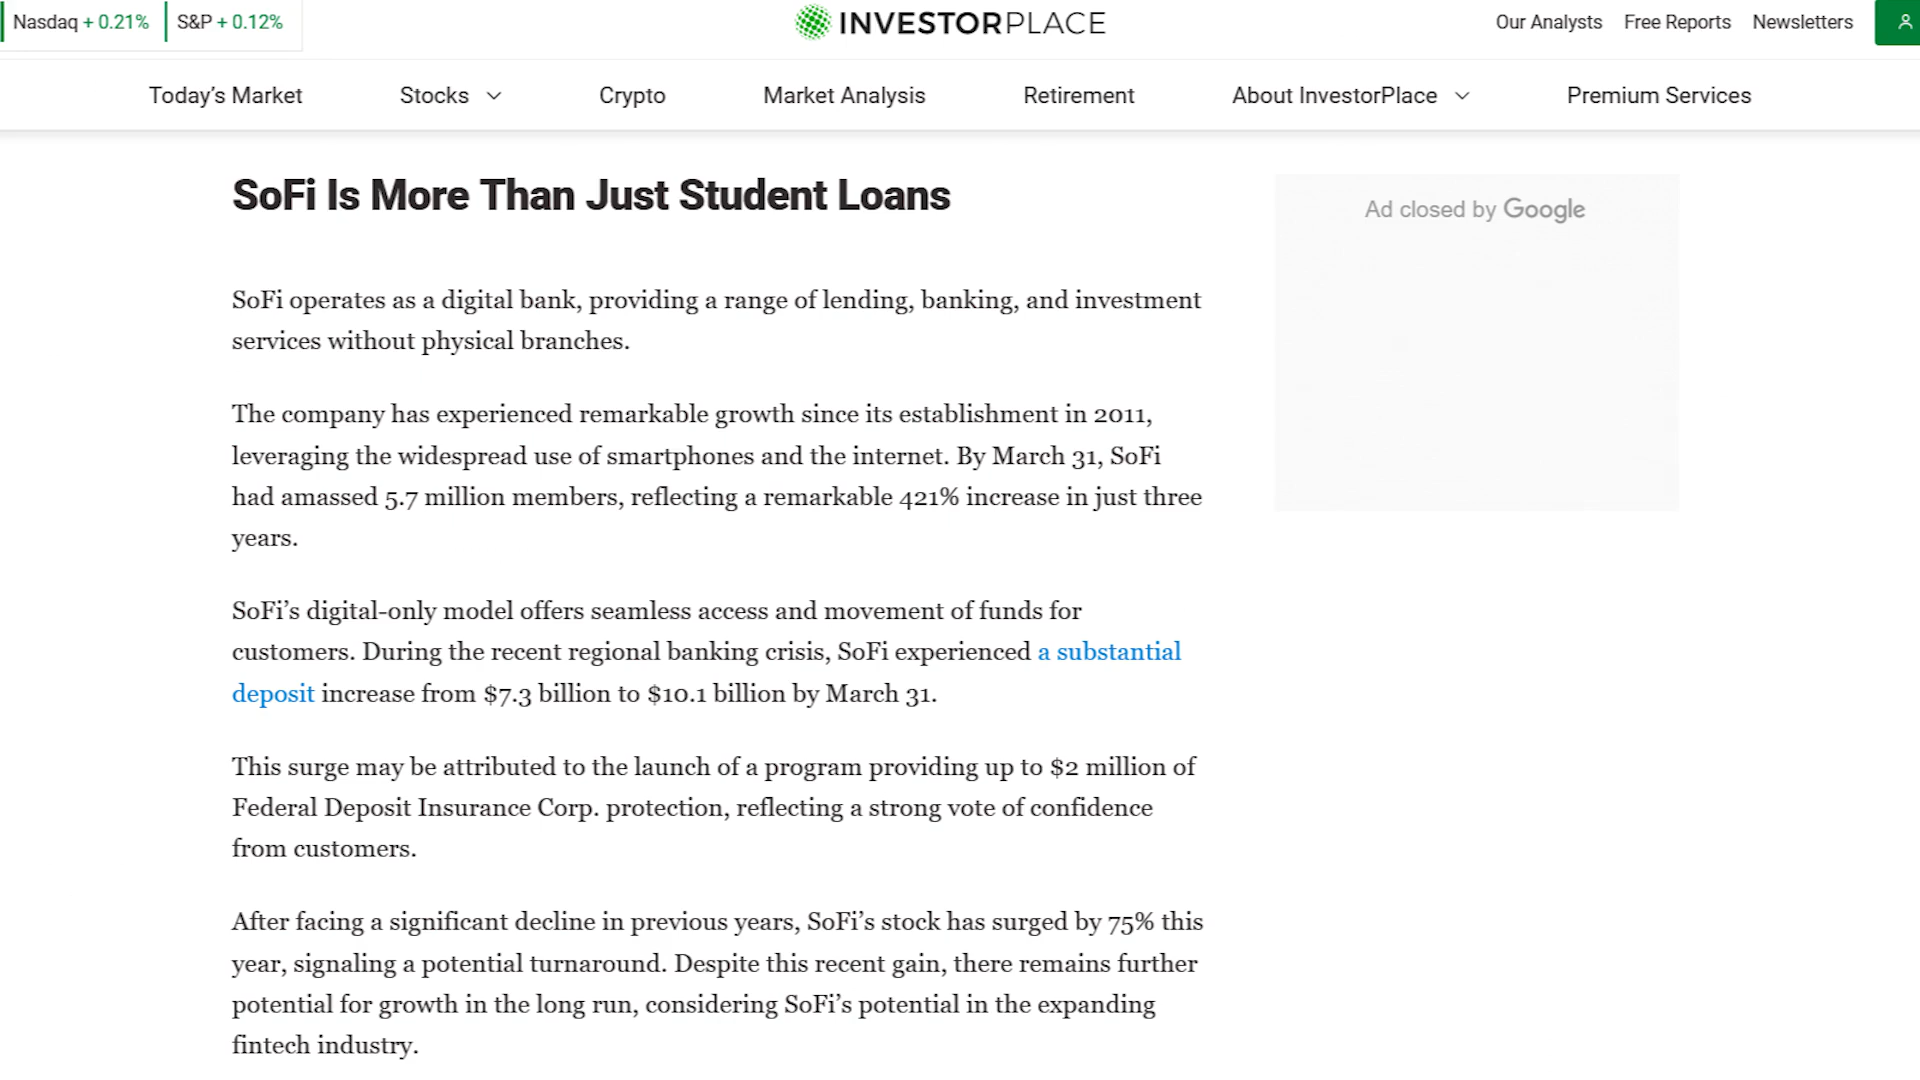 Nasdaq + 0.21% S&P + 0.12%
INVESTORPLACE
Our Analysts Free Reports Newsletters
Today's Market Stocks Crypto Market Analysis Retirement About InvestorPlace Premium Services
SoFi Is More Than Just Student Loans
Ad closed by Google
SoFi operates as a digital bank, providing a range of lending, banking, and investment
services without physical branches.
The company has experienced remarkable growth since its establishment in 2011,
leveraging the widespread use of smartphones and the internet. By March 31, SoFi
had amassed 5.7 million members, reflecting a remarkable 421% increase in just three
years.
SoFi's digital-only model offers seamless access and movement of funds for
customers. During the recent regional banking crisis, SoFi experienced a substantial
deposit increase from $7.3 billion to $10.1 billion by March 31.
This surge may be attributed to the launch of a program providing up to $2 million of
Federal Deposit Insurance Corp. protection, reflecting a strong vote of confidence
from customers.
After facing a significant decline in previous years, SoFi's stock has surged by 75% this
year, signaling a potential turnaround. Despite this recent gain, there remains further
potential for growth in the long run, considering SoFi's potential in the expanding
fintech industry.